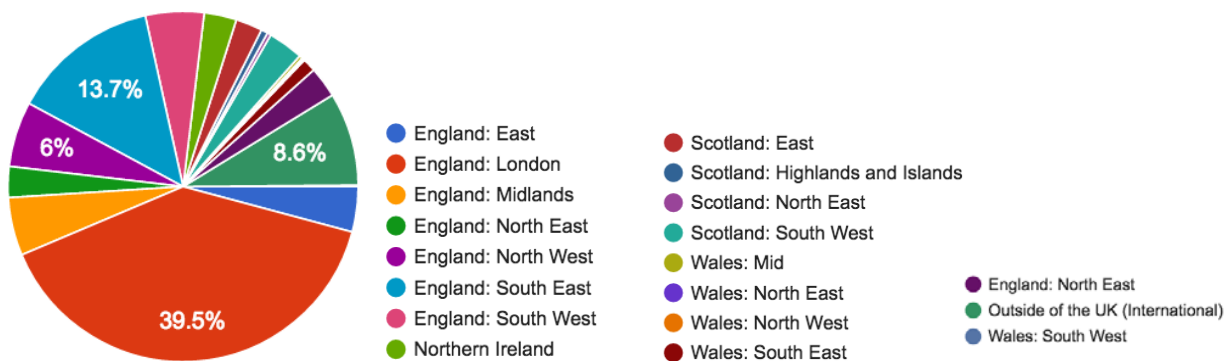 13.7%
6%
8.6%
39.5%
England: East
England: London
England: Midlands
England: North East
England: North West
England: South East
England: South West
Northern Ireland
Scotland: East
Scotland: Highlands and Islands
Scotland: North East
Scotland: South West
Wales: Mid
Wales: North East
Wales: North West
Wales: South East
England: North East
Outside of the UK (International)
Wales: South West